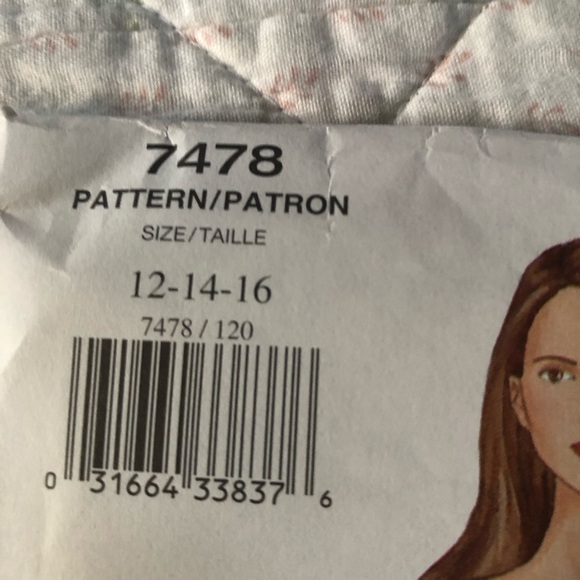 7478
PATTERN/PATRON
SIZE/TAILLE
12-14-16
7478 / 120
0 31664 33837 6